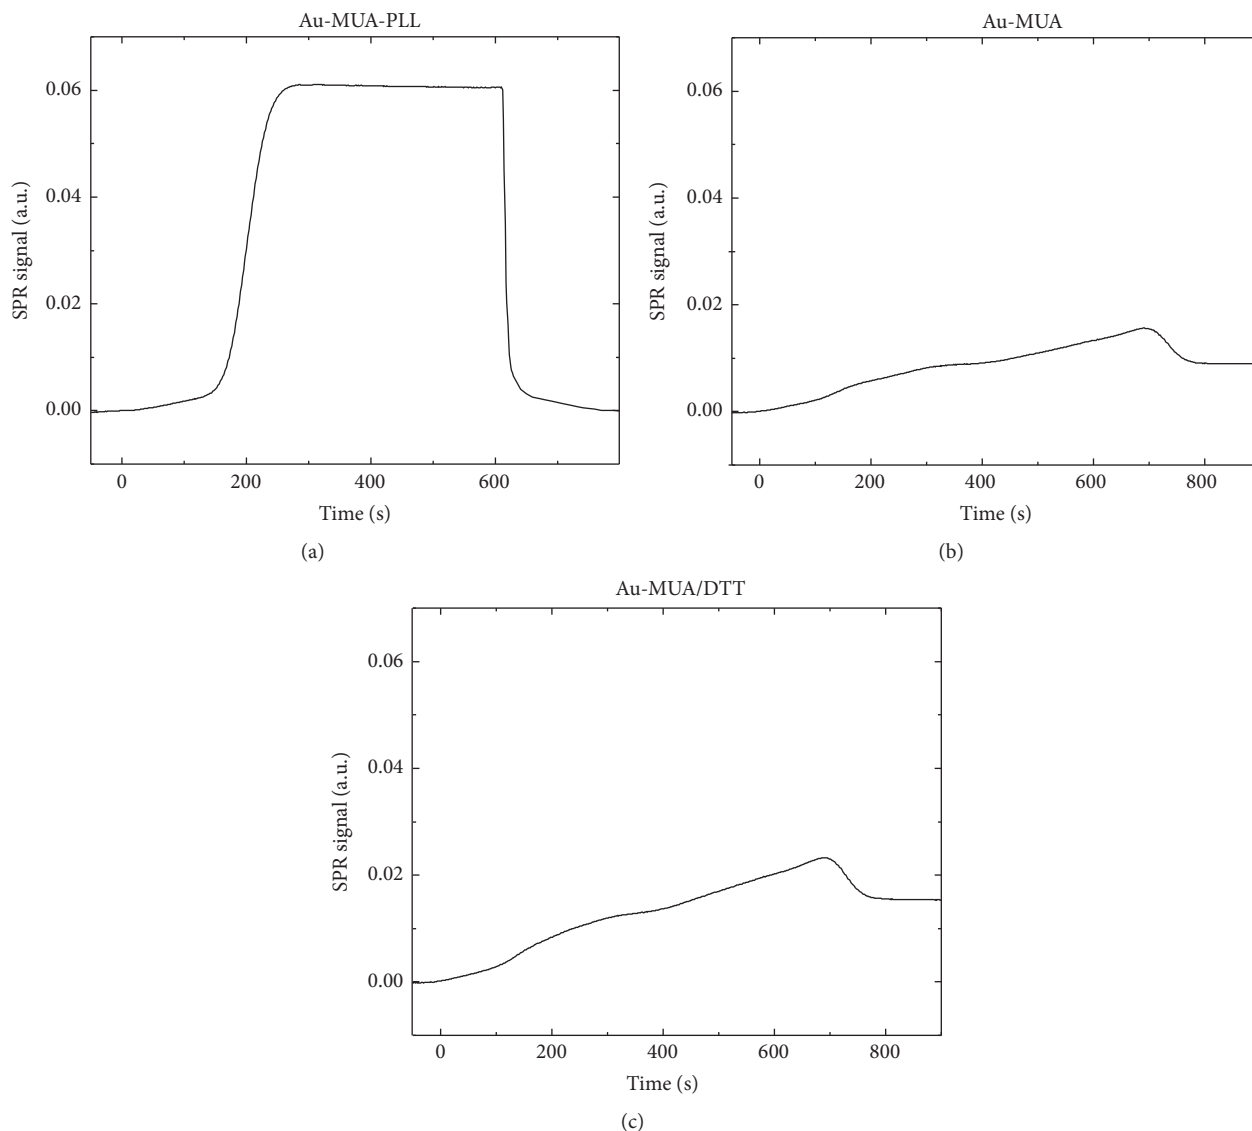 Au-MUA-PLL
0.06
0.04
0.02
0.00
SPR signal (a.u.)
0 200 400 600
Time (s)
(a)
Au-MUA
0.06
0.04
0.02
0.00
SPR signal (a.u.)
0 200 400 600 800
Time (s)
(b)
Au-MUA/DTT
0.06
0.04
0.02
0.00
SPR signal (a.u.)
0 200 400 600 800
Time (s)
(c)